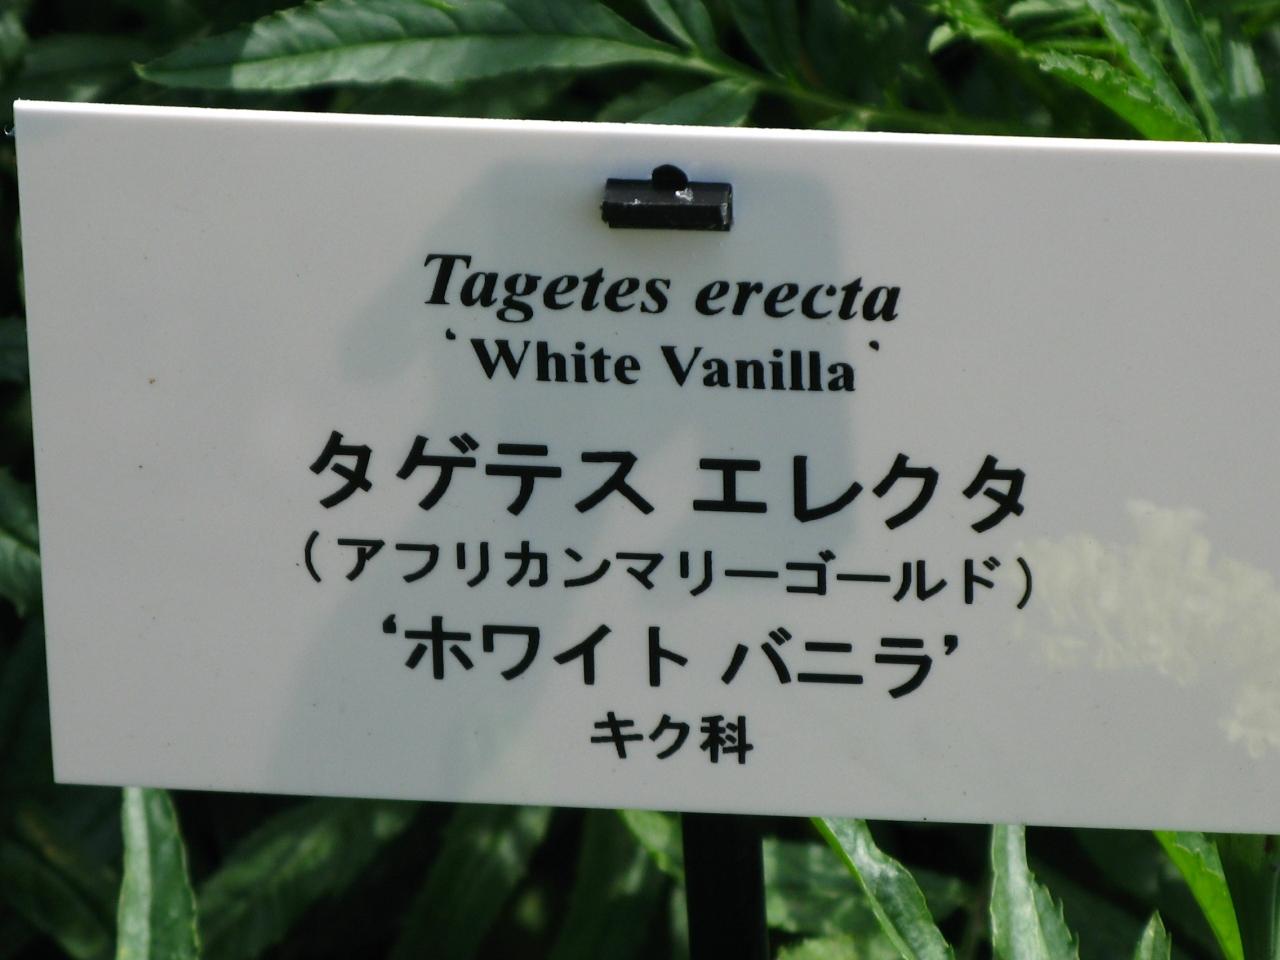 Tagetes erecta
‘White Vanilla’
タゲテス エレクタ
（アフリカンマリーゴールド）
‘ホワイト バニラ’
キク科